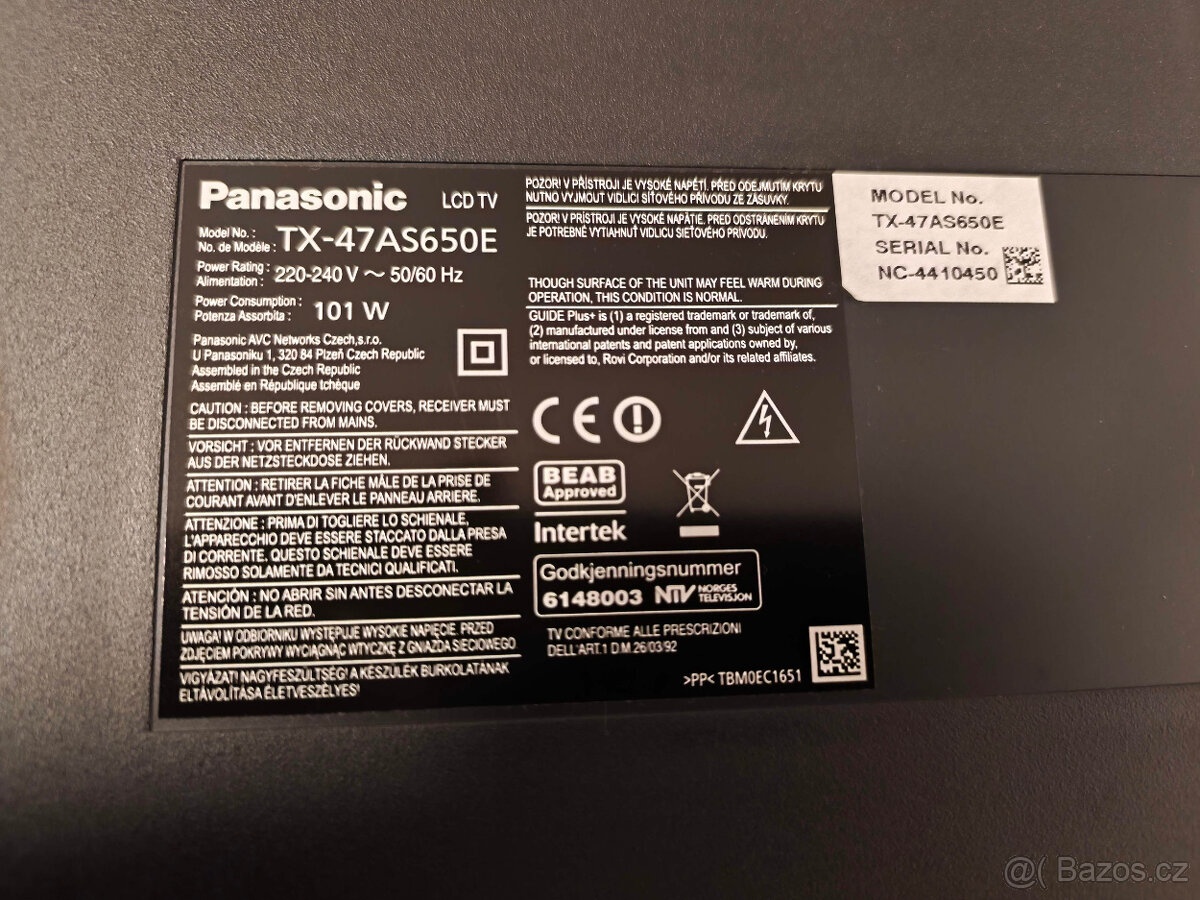 Panasonic LCD TV
Model No. :
No. de Modèle : TX-47AS650E
Power Rating :
Alimentation : 220-240 V ~ 50/60 Hz
Power Consumption :
Potenza Assorbita : 101 W
Panasonic AVC Networks Czech,s.r.o.
U Panasoniku 1, 320 84 Plzeň Czech Republic
Assembled in the Czech Republic
Assemblé en République tchèque
CAUTION : BEFORE REMOVING COVERS, RECEIVER MUST
BE DISCONNECTED FROM MAINS.
VORSICHT : VOR ENTFERNEN DER RÜCKWAND STECKER
AUS DER NETZSTECKDOSE ZIEHEN.
ATTENTION : RETIRER LA FICHE MÂLE DE LA PRISE DE
COURANT AVANT D'ENLEVER LE PANNEAU ARRIERE.
ATTENZIONE : PRIMA DI TOGLIERE LO SCHIENALE,
L'APPARECCHIO DEVE ESSERE STACCATO DALLA PRESA
DI CORRENTE. QUESTO SCHIENALE DEVE ESSERE
RIMOSSO SOLAMENTE DA TECNICI QUALIFICATI.
ATENCIÓN : NO ABRIR SIN ANTES DESCONECTAR LA
TENSIÓN DE LA RED.
UWAGA! W ODBIORNIKU WYSTĘPUJE WYSOKIE NAPIĘCIE. PRZED
ZDJĘCIEM POKRYWY WYCIĄGNĄĆ WTYCZKĘ Z GNIAZDA SIECIOWEGO
VIGYÁZAT! NAGYFESZÜLTSÉG! A KÉSZÜLÉK BURKOLATÁNAK
ELTÁVOLÍTÁSA ÉLETVESZÉLYES!
POZOR! V PŘÍSTROJI JE VYSOKÉ NAPĚTÍ. PŘED ODEJMUTÍM KRYTU
NUTNO VYJMOUT VIDLICI SÍŤOVÉHO PŘÍVODU ZE ZÁSUVKY.
POZOR! V PRÍSTROJI JE VYSOKÉ NAPÄTIE. PRED ODSTRÁNENÍM KRYTU
JE POTREBNÉ VYTIAHNUŤ VIDLICU SIEŤOVÉHO PRÍVODU.
THOUGH SURFACE OF THE UNIT MAY FEEL WARM DURING
OPERATION, THIS CONDITION IS NORMAL.
GUIDE Plus+ is (1) a registered trademark or trademark of,
(2) manufactured under license from and (3) subject of various
international patents and patent applications owned by,
or licensed to, Rovi Corporation and/or its related affiliates.
CE
BEAB
Approved
Intertek
Godkjenningsnummer
6148003 NTV NORGES
TELEVISJON
TV CONFORME ALLE PRESCRIZIONI
DELL'ART.1 D.M.26/03/92
>PP< TBM0EC1651
MODEL No.
TX-47AS650E
SERIAL No.
NC-4410450
@( Bazos.cz